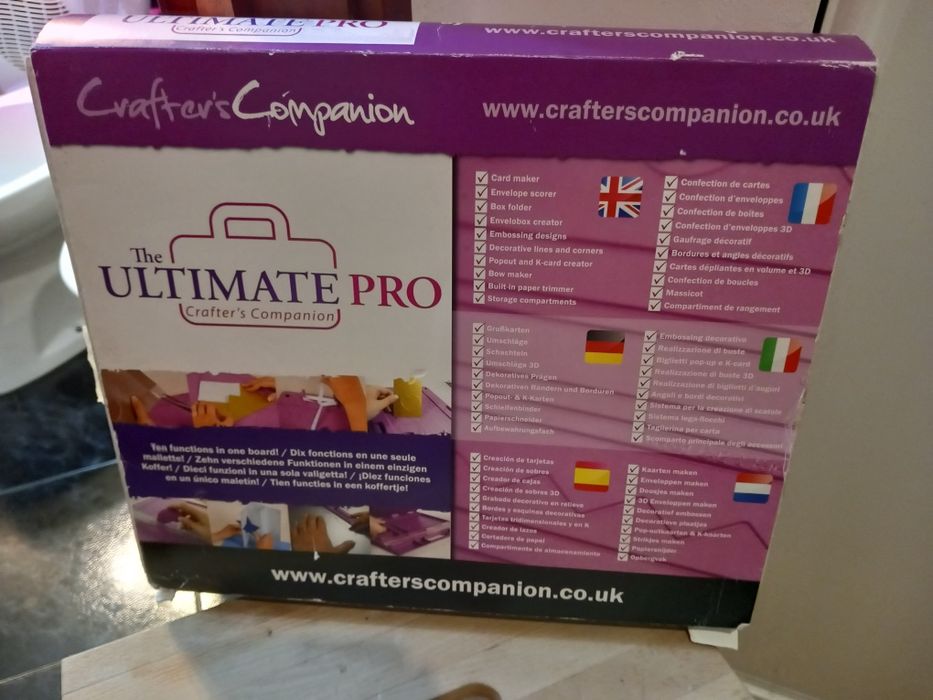 ULTIMATE PRO
Crafter's Companion
www.crafterscompanion.co.uk
Crafter's Companion
www.crafterscompanion.co.uk
The
ULTIMATE PRO
Crafter's Companion
Ten functions in one board! / Dix fonctions en une seule
mallette! / Zehn verschiedene Funktionen in einem einzigen
Koffer! / Dieci funzioni in una sola valigetta! / ¡Diez funciones
en un único maletín! / Tien functies in een koffertje!
Card maker
Envelope scorer
Box folder
Envelobox creator
Embossing designs
Decorative lines and corners
Popout and K-card creator
Bow maker
Built-in paper trimmer
Storage compartments
Confection de cartes
Confection d'enveloppes
Confection de boites
Confection d'enveloppes 3D
Gaufrage décoratif
Bordures et angles décoratifs
Cartes dépliantes en volume et 3D
Confection de boucles
Massicot
Compartiment de rangement
Grußkarten
Umschläge
Schachteln
Umschläge 3D
Dekoratives Prägen
Dekorativen Rändern und Borduren
Popout- & K-Karten
Schleifenbinder
Papierschneider
Aufbewahrungsfach
Embossing decorativo
Realizzazione di buste
Biglietti pop-up e K-card
Realizzazione di buste 3D
Realizzazione di biglietti d'auguri
Angoli e bordi decorativi
Sistema per la creazione di scatole
Sistema lega-fiocchi
Taglierina per carta
Scomparto principale degli accessori
Creación de tarjetas
Creación de sobres
Creador de cajas
Creación de sobres 3D
Grabado decorativo en relieve
Bordes y esquinas decorativas
Tarjetas tridimensionales y en K
Creador de lazos
Cortadora de papel
Compartimento de almacenamiento
Kaarten maken
Enveloppen maken
Doosjes maken
3D Enveloppen maken
Decoratief embossen
Decoratieve plaatjes
Pop-outkaarten & K-kaarten
Strikjes maken
Papiersnijder
Opbergvak
www.crafterscompanion.co.uk